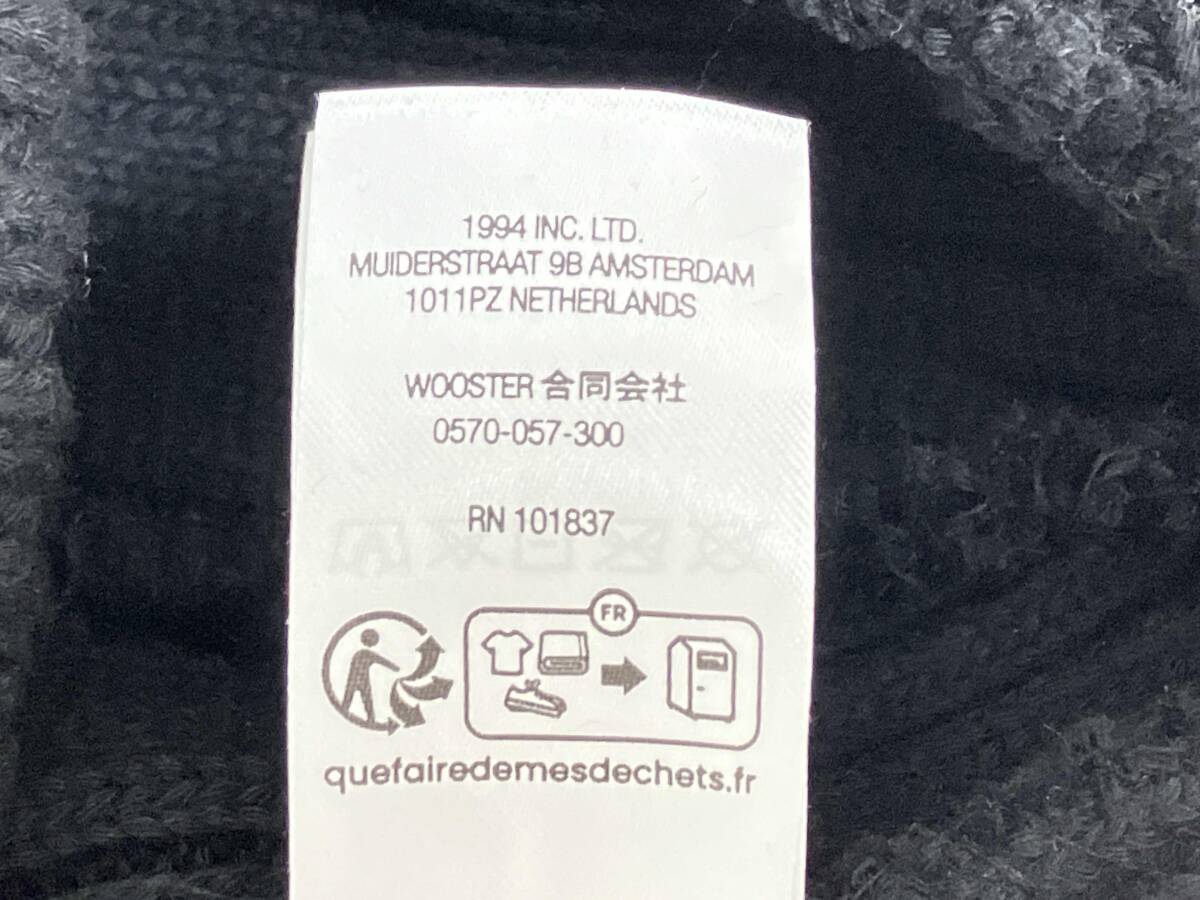 1994 INC. LTD.
MUIDERSTRAAT 9B AMSTERDAM
1011PZ NETHERLANDS
WOOSTER 合同会社
0570-057-300
RN 101837
FR
quefairedemesdechets.fr